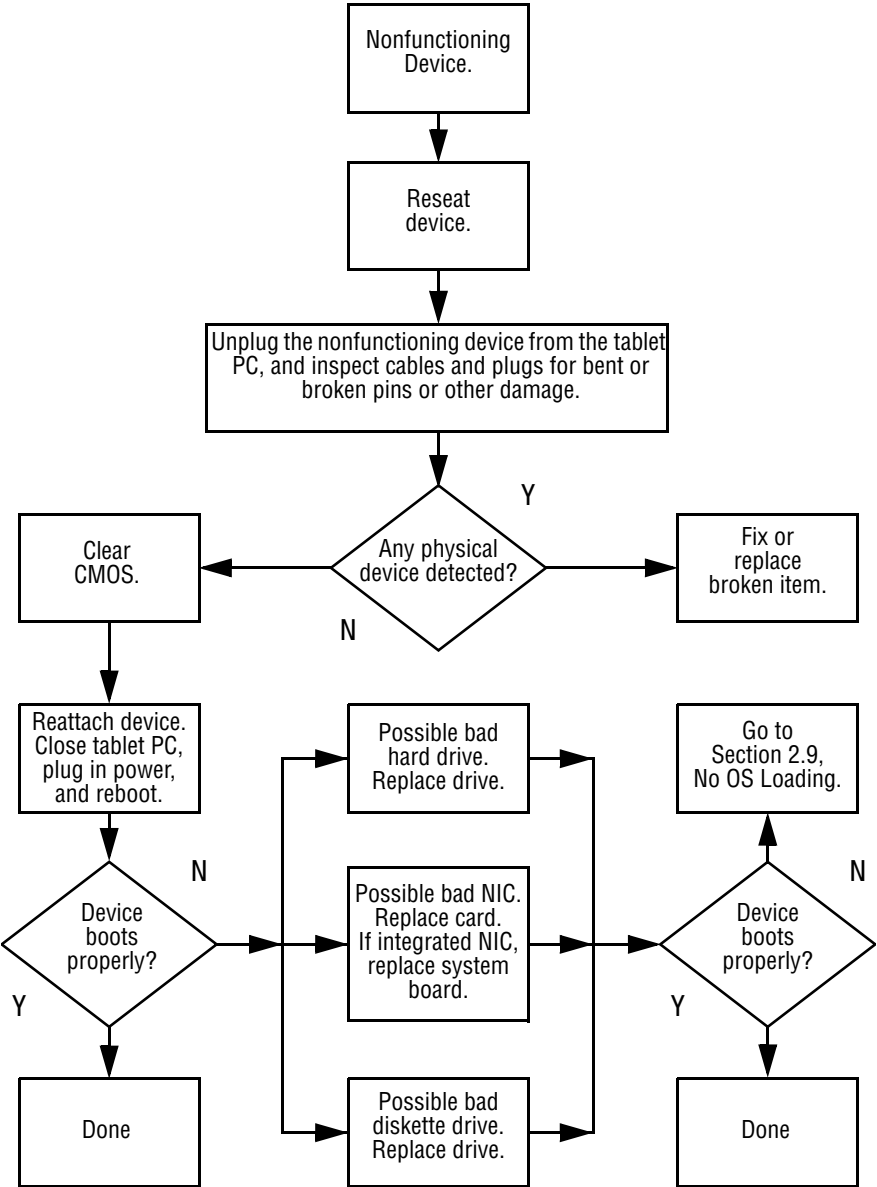 Nonfunctioning
Device.
Reseat
device.
Unplug the nonfunctioning device from the tablet
PC, and inspect cables and plugs for bent or
broken pins or other damage.
Any physical
device detected?
Y
N
Fix or
replace
broken item.
Clear
CMOS.
Reattach device.
Close tablet PC,
plug in power,
and reboot.
Device
boots
properly?
N
Y
Done
Possible bad
hard drive.
Replace drive.
Possible bad NIC.
Replace card.
If integrated NIC,
replace system
board.
Possible bad
diskette drive.
Replace drive.
Device
boots
properly?
N
Y
Go to
Section 2.9,
No OS Loading.
Done